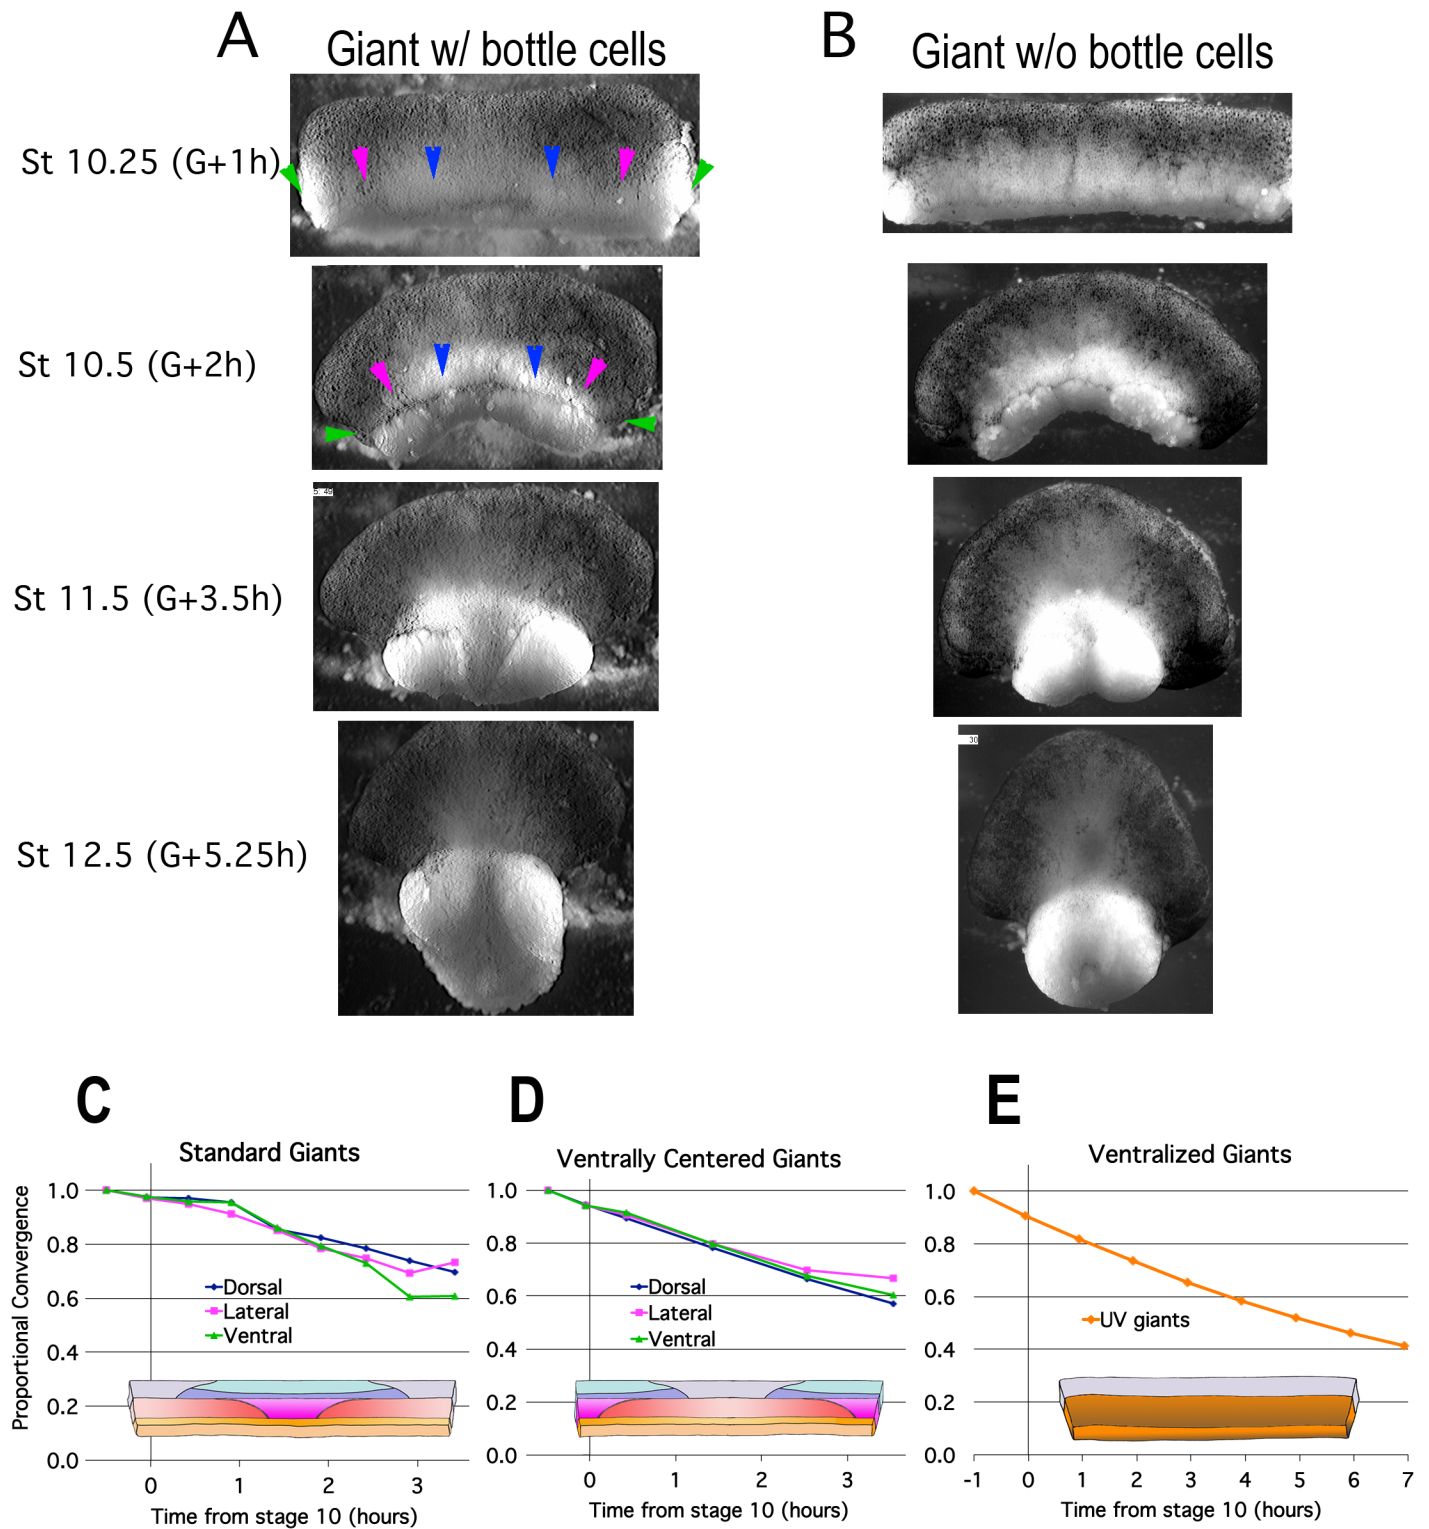 A
Giant w/ bottle cells
B
Giant w/o bottle cells
St 10.25 (G+1h)
St 10.5 (G+2h)
5: 49
St 11.5 (G+3.5h)
30
St 12.5 (G+5.25h)
C
Standard Giants
Proportional Convergence
1.0
0.8
0.6
0.4
0.2
0.0
Dorsal
Lateral
Ventral
0 1 2 3
Time from stage 10 (hours)
D
Ventrally Centered Giants
1.0
0.8
0.6
0.4
0.2
0.0
Dorsal
Lateral
Ventral
0 1 2 3
Time from stage 10 (hours)
E
Ventralized Giants
1.0
0.8
0.6
0.4
0.2
0.0
UV giants
-1 0 1 2 3 4 5 6 7
Time from stage 10 (hours)